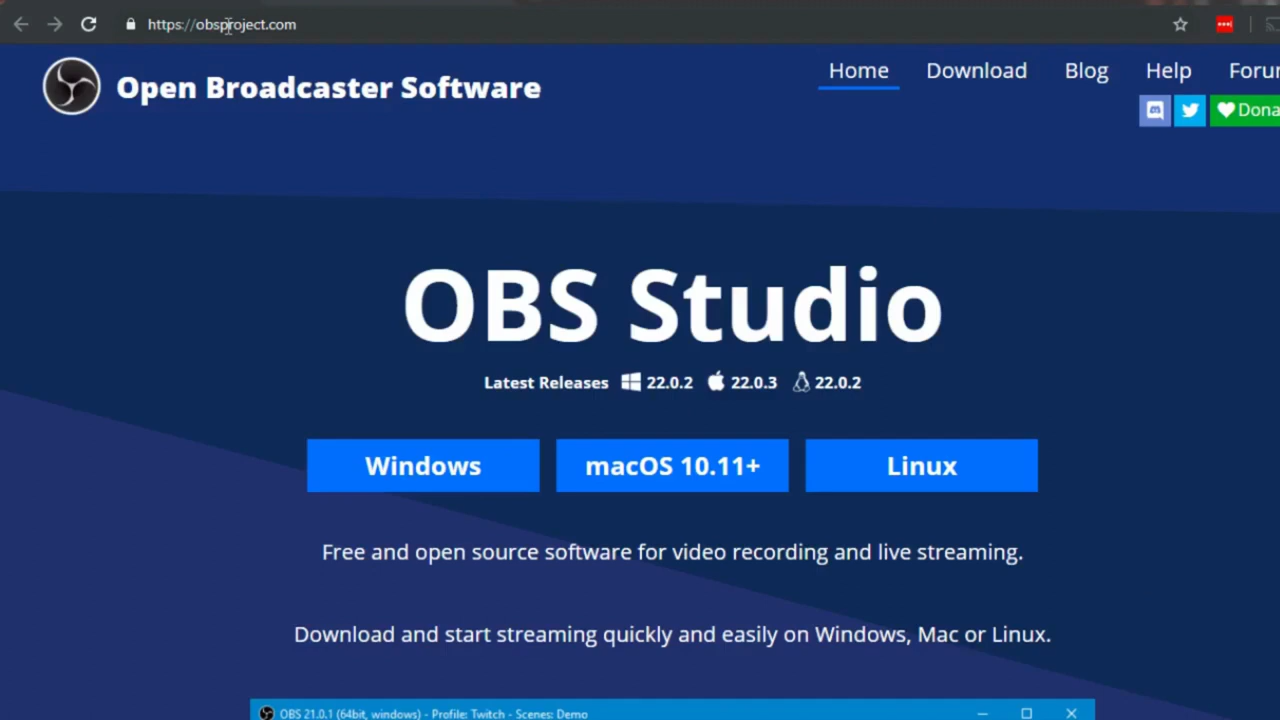 https://obsproject.com
Open Broadcaster Software
Home Download Blog Help Forum
Dona
OBS Studio
Latest Releases 22.0.2 22.0.3 22.0.2
Windows macOS 10.11+ Linux
Free and open source software for video recording and live streaming.
Download and start streaming quickly and easily on Windows, Mac or Linux.
OBS 21.0.1 (64bit, windows) - Profile: Twitch - Scenes: Demo